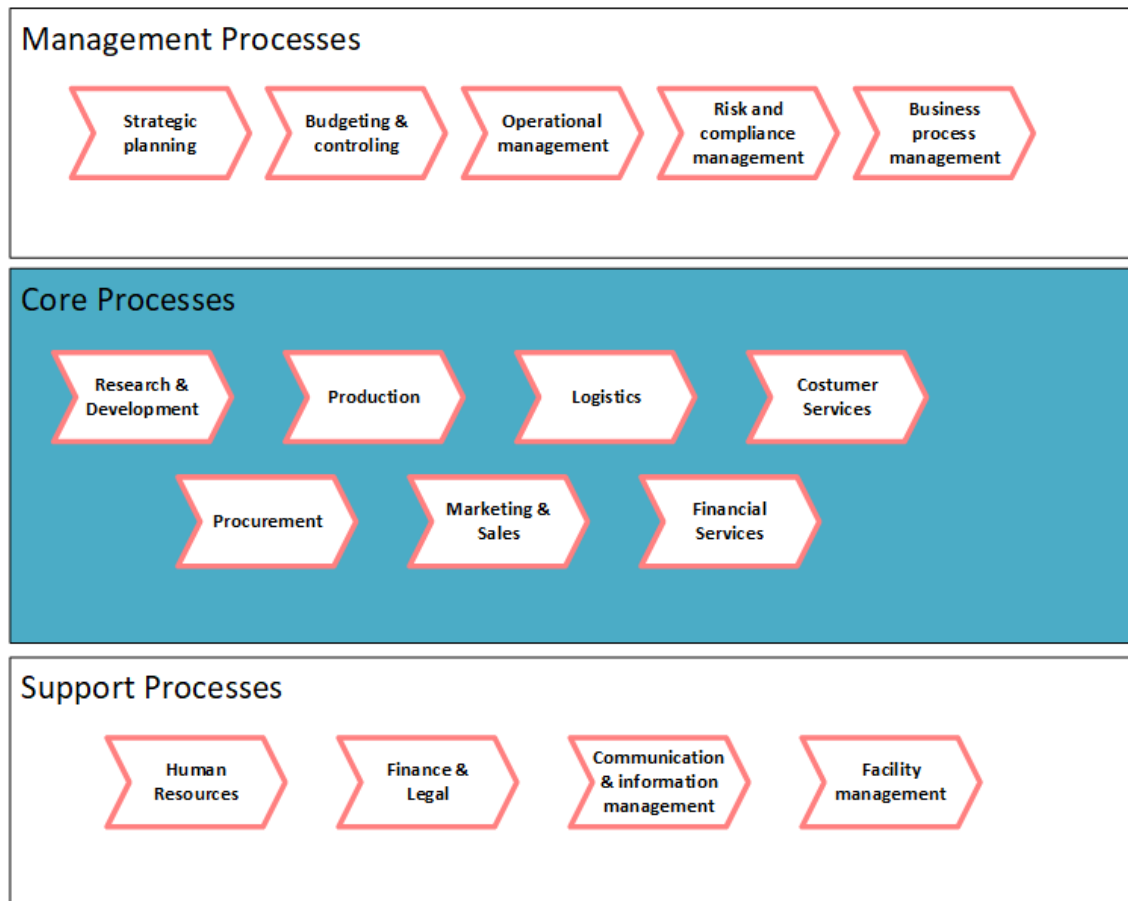 Management Processes
Strategic
planning
Budgeting &
controling
Operational
management
Risk and
compliance
management
Business
process
management
Core Processes
Research &
Development
Production
Logistics
Costumer
Services
Procurement
Marketing &
Sales
Financial
Services
Support Processes
Human
Resources
Finance &
Legal
Communication
& information
management
Facility
management